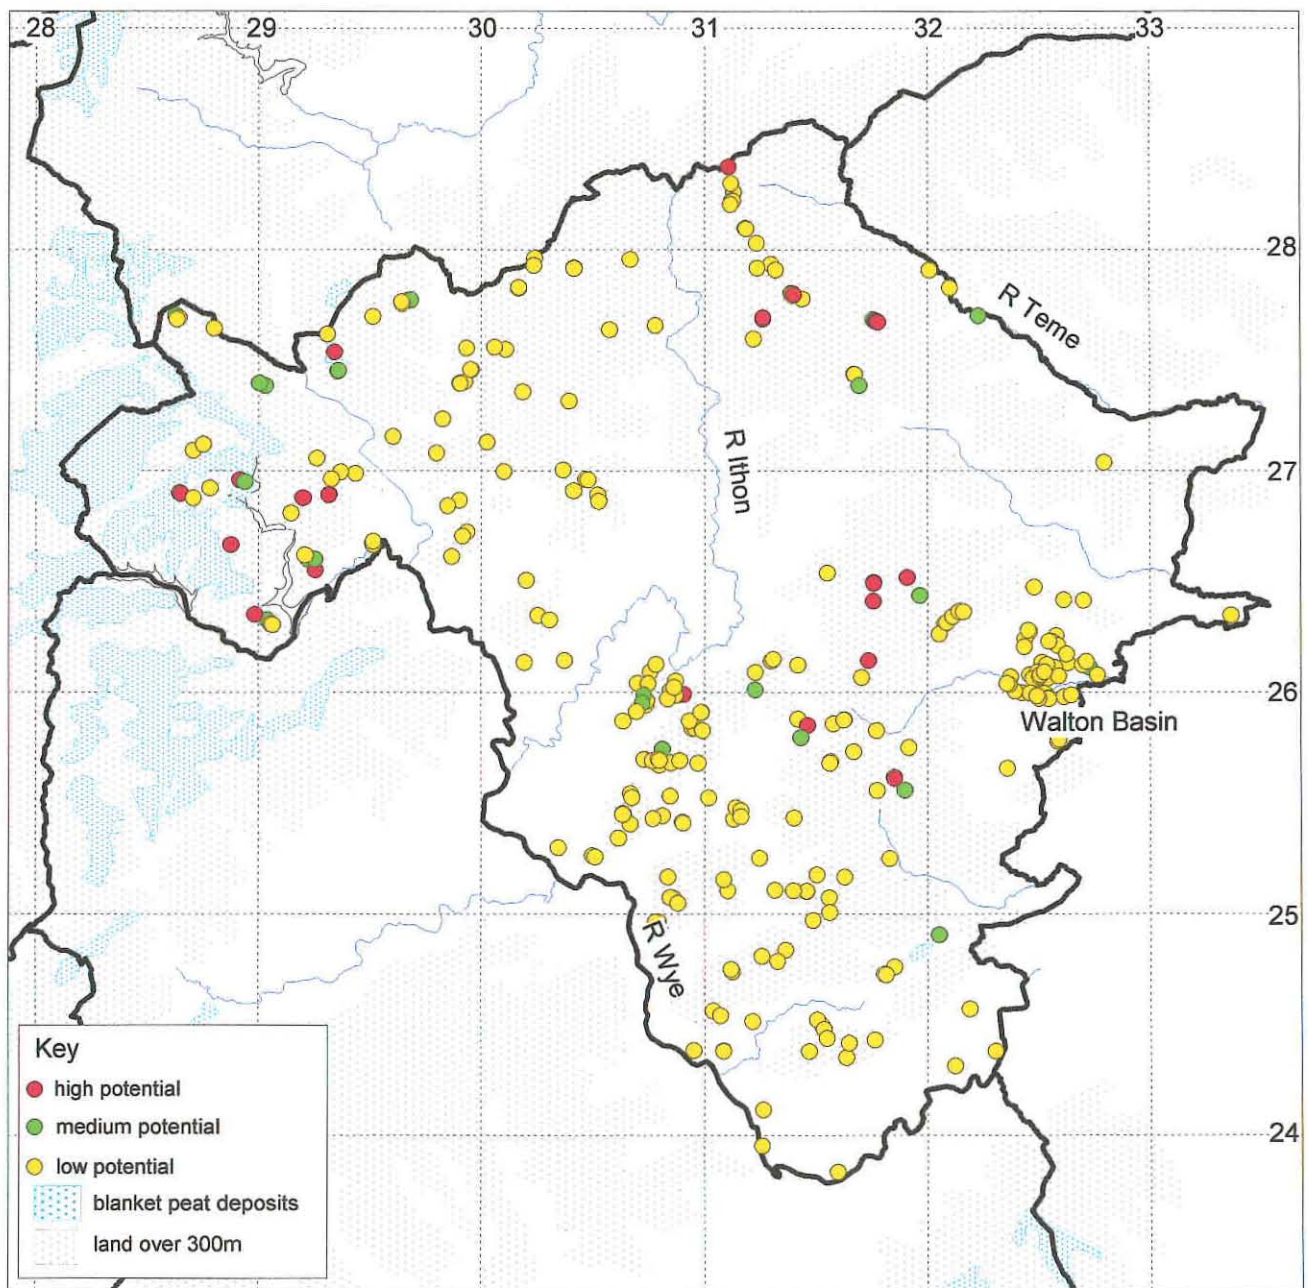 28 29 30 31 32 33
28
R Teme
R Ithon
27
26
Walton Basin
25
R Wye
24
Key
high potential
medium potential
low potential
blanket peat deposits
land over 300m